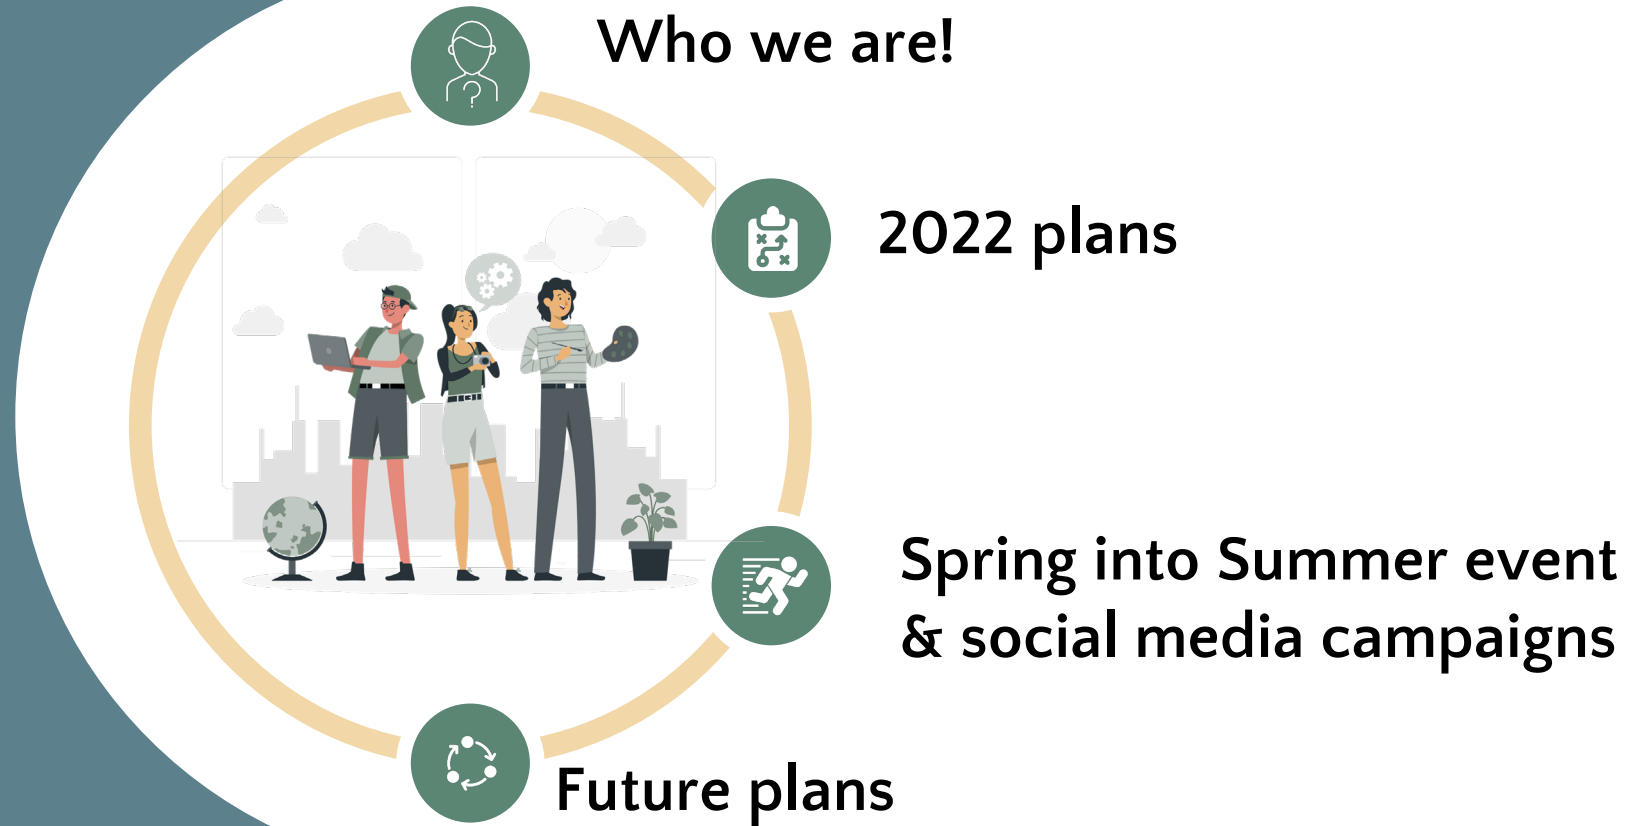 Who we are!
2022 plans
Spring into Summer event
& social media campaigns
Future plans